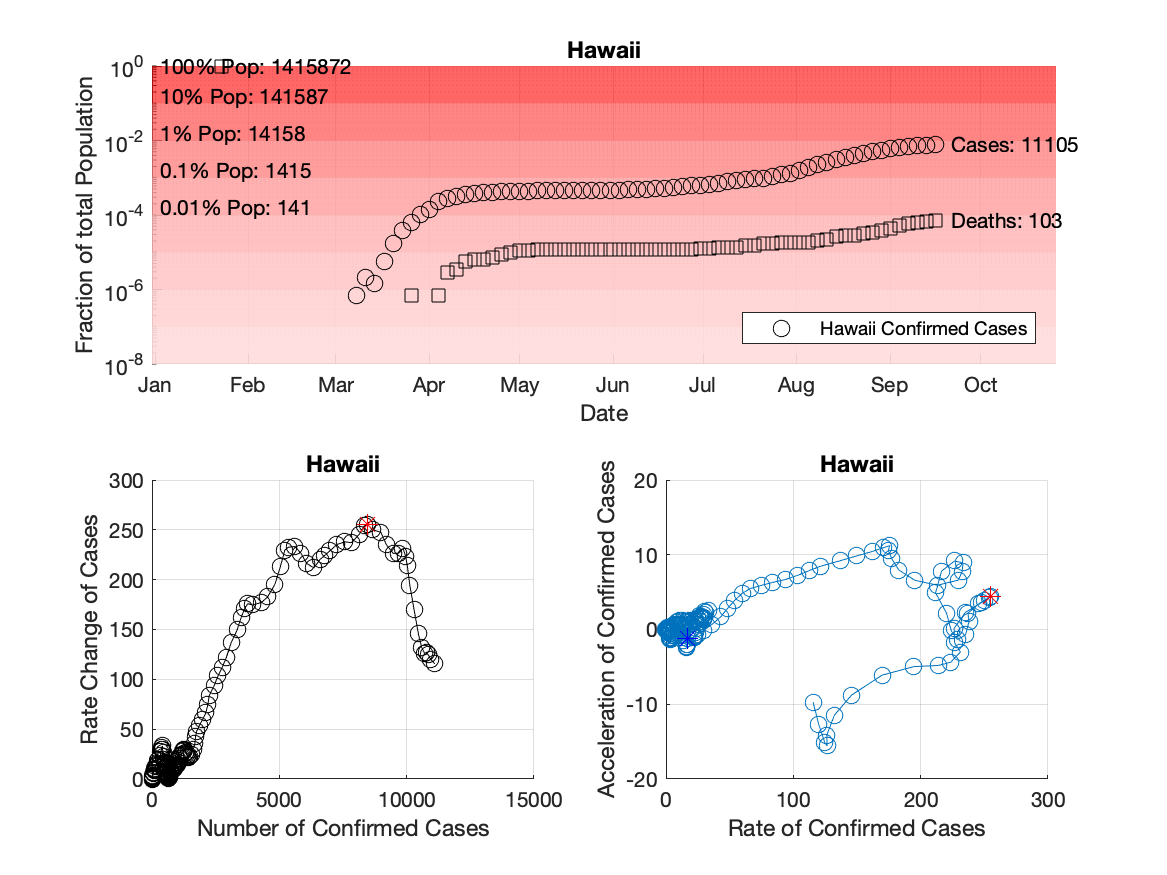 Hawaii
10^0
10^-2
10^-4
10^-6
10^-8
Fraction of total Population
100% Pop: 1415872
10% Pop: 141587
1% Pop: 14158
0.1% Pop: 1415
0.01% Pop: 141
Cases: 11105
Deaths: 103
Hawaii Confirmed Cases
Jan Feb Mar Apr May Jun Jul Aug Sep Oct
Date
Hawaii
300
250
200
150
100
50
0
Rate Change of Cases
0 5000 10000 15000
Number of Confirmed Cases
Hawaii
20
10
0
-10
-20
Acceleration of Confirmed Cases
0 100 200 300
Rate of Confirmed Cases